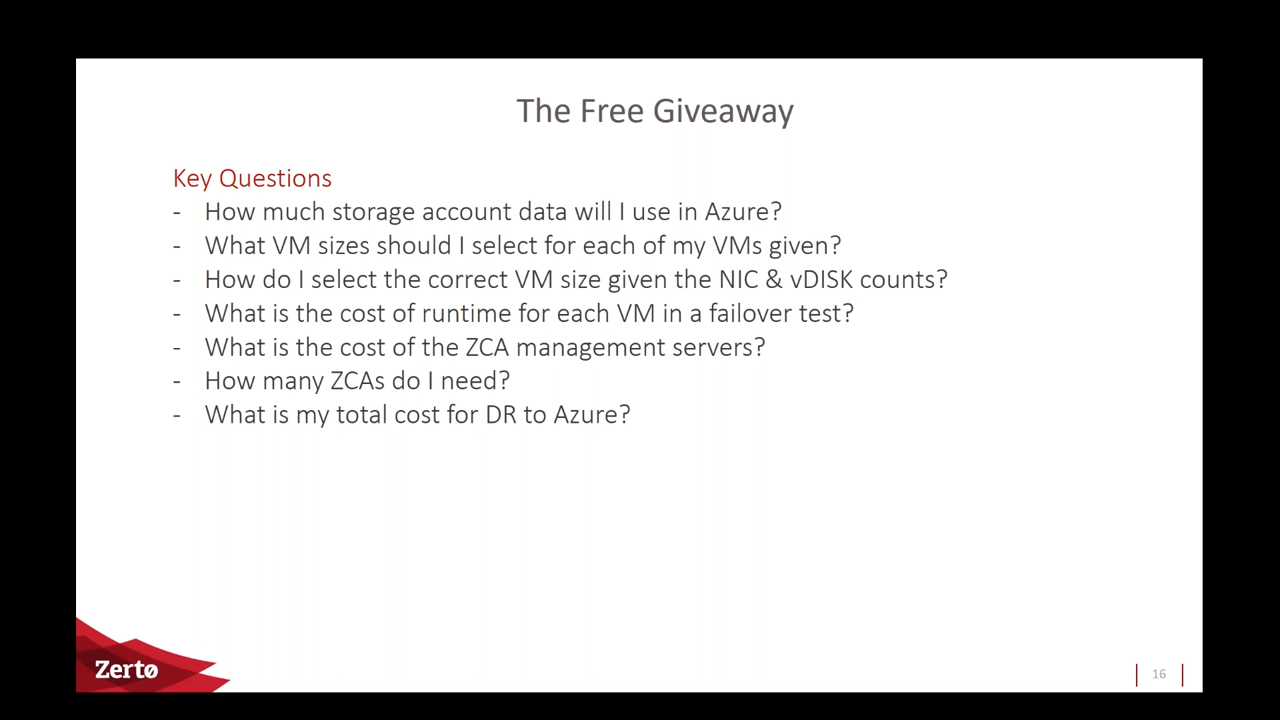 The Free Giveaway
Key Questions
- How much storage account data will I use in Azure?
- What VM sizes should I select for each of my VMs given?
- How do I select the correct VM size given the NIC & vDISK counts?
- What is the cost of runtime for each VM in a failover test?
- What is the cost of the ZCA management servers?
- How many ZCAs do I need?
- What is my total cost for DR to Azure?
Zerto
16